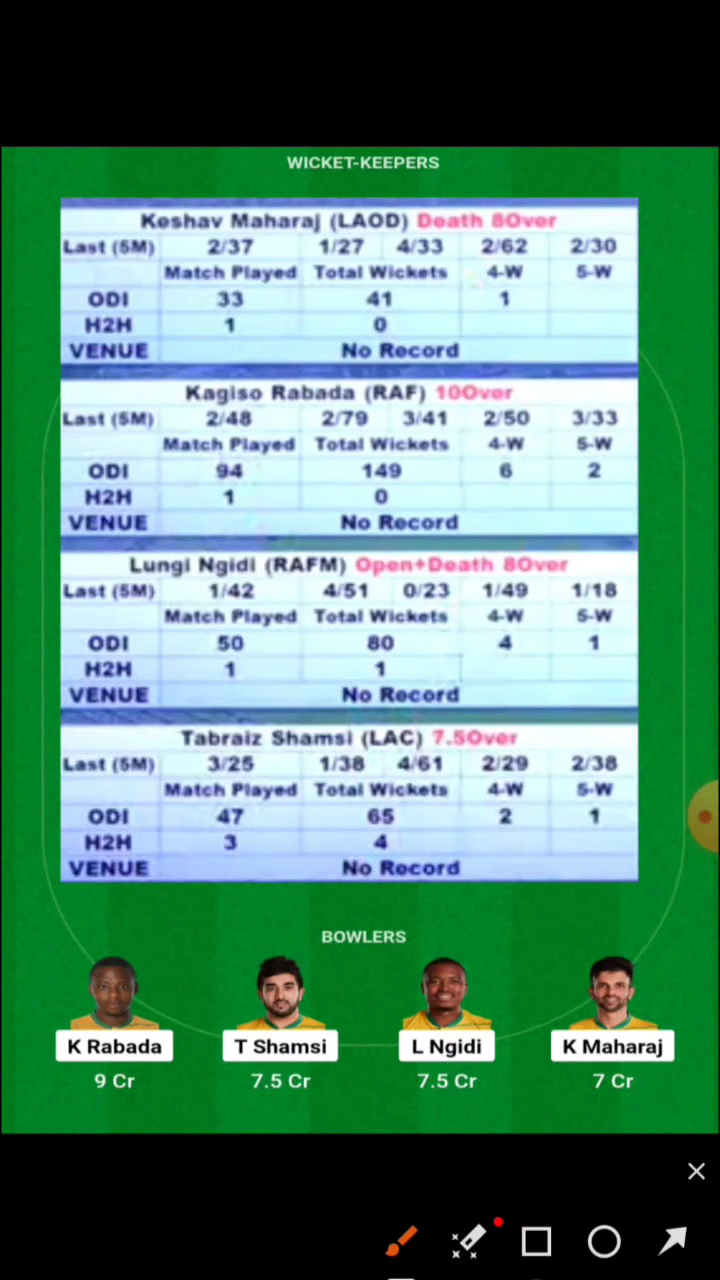 WICKET-KEEPERS
Keshav Maharaj (LAOD) Death 8Over
Last (5M) 2/37 1/27 4/33 2/62 2/30
Match Played Total Wickets 4-W 5-W
ODI 33 41 1
H2H 1 0
VENUE No Record
Kagiso Rabada (RAF) 10Over
Last (5M) 2/48 2/79 3/41 2/50 3/33
Match Played Total Wickets 4-W 5-W
ODI 94 149 6 2
H2H 1 0
VENUE No Record
Lungi Ngidi (RAFM) Open+Death 8Over
Last (5M) 1/42 4/51 0/23 1/49 1/18
Match Played Total Wickets 4-W 5-W
ODI 50 80 4 1
H2H 1 1
VENUE No Record
Tabraiz Shamsi (LAC) 7.5Over
Last (5M) 3/25 1/38 4/61 2/29 2/38
Match Played Total Wickets 4-W 5-W
ODI 47 65 2 1
H2H 3 4
VENUE No Record
BOWLERS
K Rabada T Shamsi L Ngidi K Maharaj
9 Cr 7.5 Cr 7.5 Cr 7 Cr